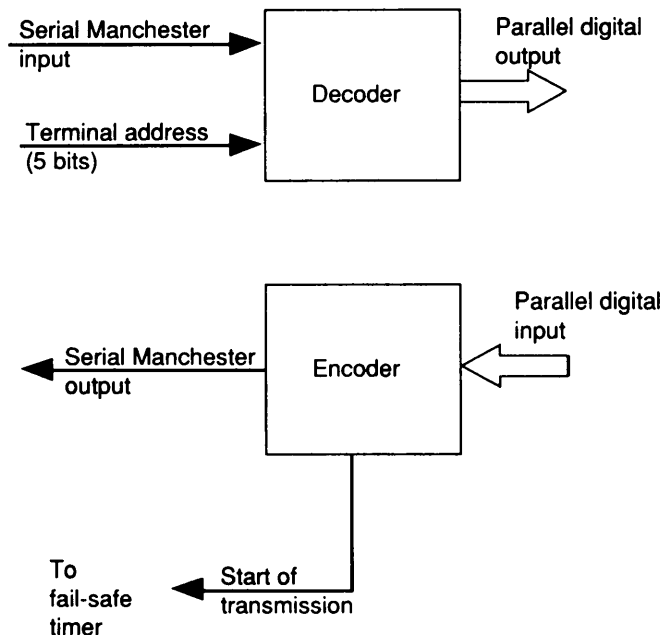 Serial Manchester
input
Parallel digital
output
Decoder
Terminal address
(5 bits)
Parallel digital
input
Serial Manchester
output
Encoder
To
fail-safe
timer
Start of
transmission